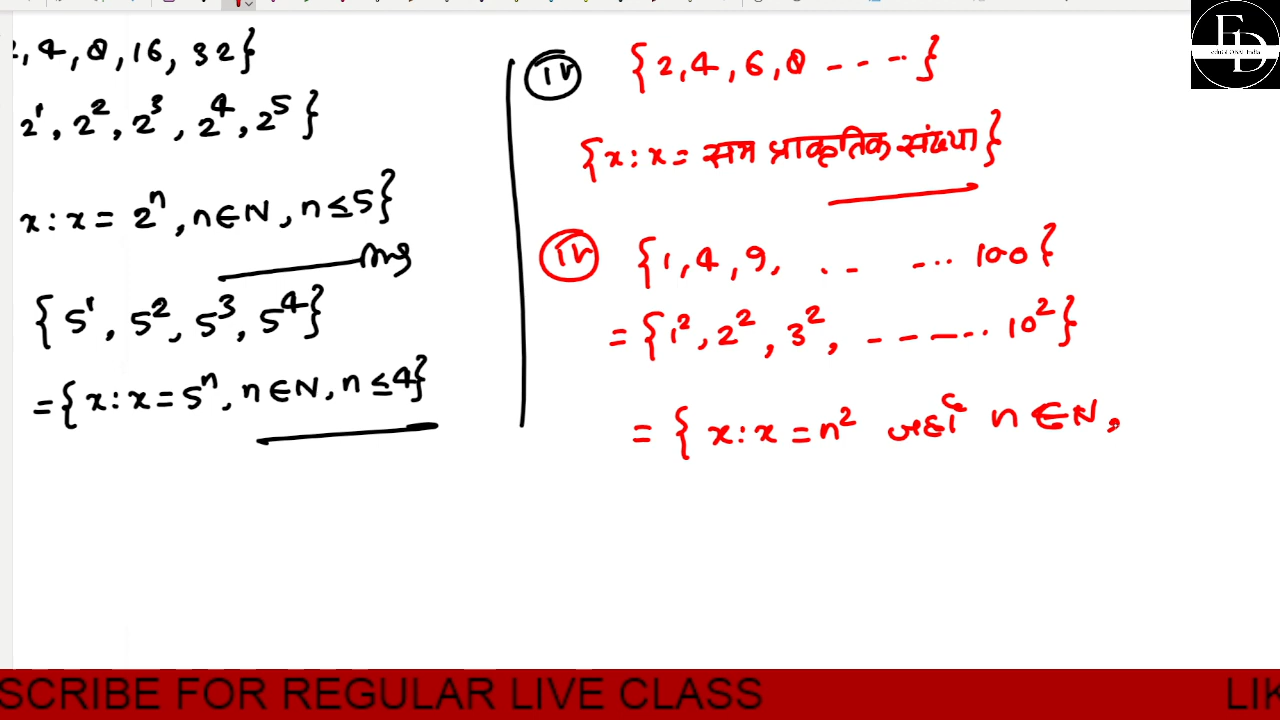 2, 4, 8, 16, 32}
2¹, 2², 2³, 2⁴, 2⁵}
x : x = 2ⁿ, n∈N, n≤5}
Ans
{5¹, 5², 5³, 5⁴}
= {x : x = 5ⁿ, n∈N, n≤4}
iv {2, 4, 6, 8 - - - }
{x : x = सम प्राकृतिक संख्या}
iv {1, 4, 9, . .. ... 100}
= {1², 2², 3², - - - ... 10²}
= { x : x = n² जहाँ n∈N,
SCRIBE FOR REGULAR LIVE CLASS
LIK